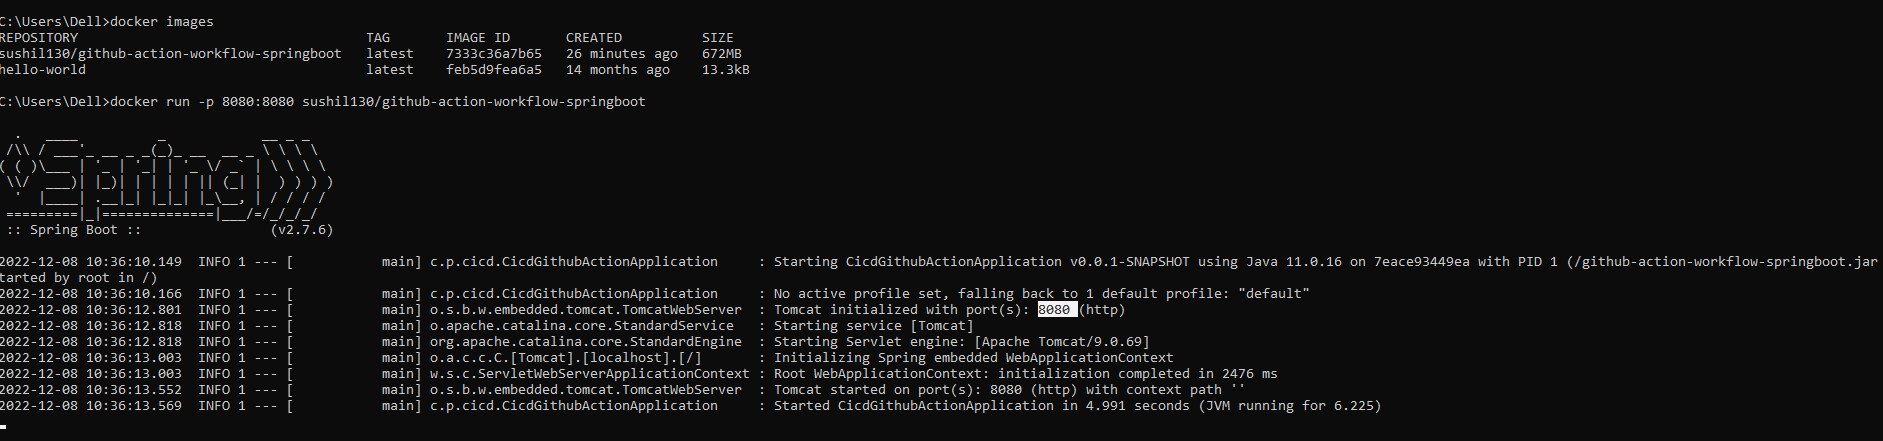 C:\Users\Dell>docker images
REPOSITORY                                    TAG       IMAGE ID       CREATED          SIZE
sushil130/github-action-workflow-springboot   latest    7333c36a7b65   26 minutes ago   672MB
hello-world                                   latest    feb5d9fea6a5   14 months ago    13.3kB
C:\Users\Dell>docker run -p 8080:8080 sushil130/github-action-workflow-springboot
  .   ____          _            __ _ _
 /\\ / ___'_ __ _ _(_)_ __  __ _ \ \ \ \
( ( )\___ | '_ | '_| | '_ \/ _` | \ \ \ \
 \\/  ___)| |_)| | | | | || (_| |  ) ) ) )
  '  |____| .__|_| |_|_| |_\__, | / / / /
 =========|_|==============|___/=/_/_/_/
 :: Spring Boot ::                (v2.7.6)
2022-12-08 10:36:10.149  INFO 1 --- [           main] c.p.cicd.CicdGithubActionApplication     : Starting CicdGithubActionApplication v0.0.1-SNAPSHOT using Java 11.0.16 on 7eace93449ea with PID 1 (/github-action-workflow-springboot.jar
tarted by root in /)
2022-12-08 10:36:10.166  INFO 1 --- [           main] c.p.cicd.CicdGithubActionApplication     : No active profile set, falling back to 1 default profile: "default"
2022-12-08 10:36:12.801  INFO 1 --- [           main] o.s.b.w.embedded.tomcat.TomcatWebServer  : Tomcat initialized with port(s): 8080 (http)
2022-12-08 10:36:12.818  INFO 1 --- [           main] o.apache.catalina.core.StandardService   : Starting service [Tomcat]
2022-12-08 10:36:12.818  INFO 1 --- [           main] org.apache.catalina.core.StandardEngine  : Starting Servlet engine: [Apache Tomcat/9.0.69]
2022-12-08 10:36:13.003  INFO 1 --- [           main] o.a.c.c.C.[Tomcat].[localhost].[/]       : Initializing Spring embedded WebApplicationContext
2022-12-08 10:36:13.003  INFO 1 --- [           main] w.s.c.ServletWebServerApplicationContext : Root WebApplicationContext: initialization completed in 2476 ms
2022-12-08 10:36:13.552  INFO 1 --- [           main] o.s.b.w.embedded.tomcat.TomcatWebServer  : Tomcat started on port(s): 8080 (http) with context path ''
2022-12-08 10:36:13.569  INFO 1 --- [           main] c.p.cicd.CicdGithubActionApplication     : Started CicdGithubActionApplication in 4.991 seconds (JVM running for 6.225)